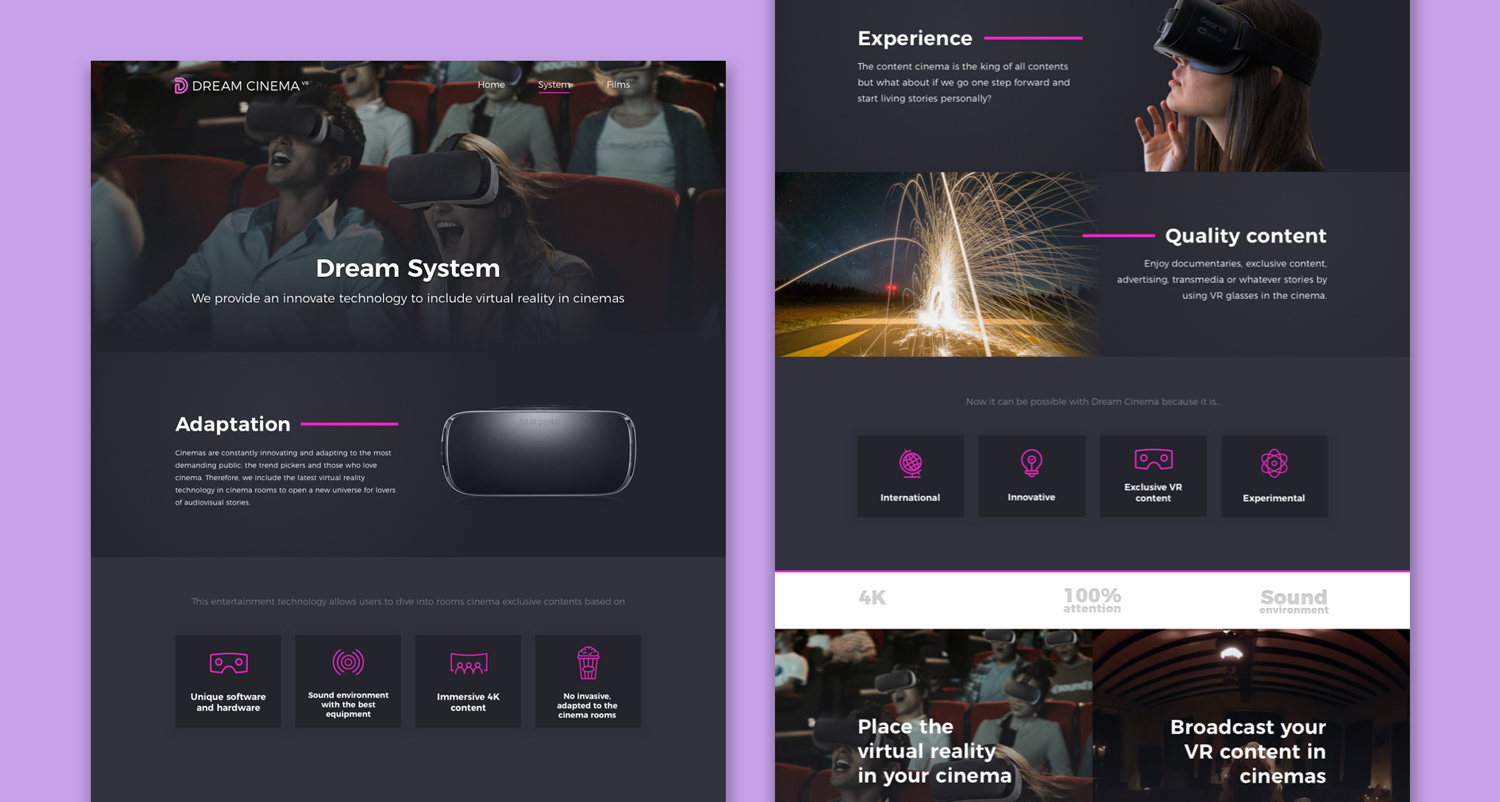 DREAM CINEMA VR
Home
System
Films
Dream System
We provide an innovate technology to include virtual reality in cinemas
Adaptation
Cinemas are constantly innovating and adapting to the most
demanding public: the trend pickers and those who love
cinema. Therefore, we include the latest virtual reality
technology in cinema rooms to open a new universe for lovers
of audiovisual stories.
SAMSUNG
This entertainment technology allows users to dive into rooms cinema exclusive contents based on
Unique software
and hardware
Sound environment
with the best
equipment
Immersive 4K
content
No invasive,
adapted to the
cinema rooms
Experience
The content cinema is the king of all contents
but what about if we go one step forward and
start living stories personally?
Gear VR
Quality content
Enjoy documentaries, exclusive content,
advertising, transmedia or whatever stories by
using VR glasses in the cinema.
Now it can be possible with Dream Cinema because it is...
International
Innovative
Exclusive VR
content
Experimental
4K
100%
attention
Sound
environment
Place the
virtual reality
in your cinema
Broadcast your
VR content in
cinemas